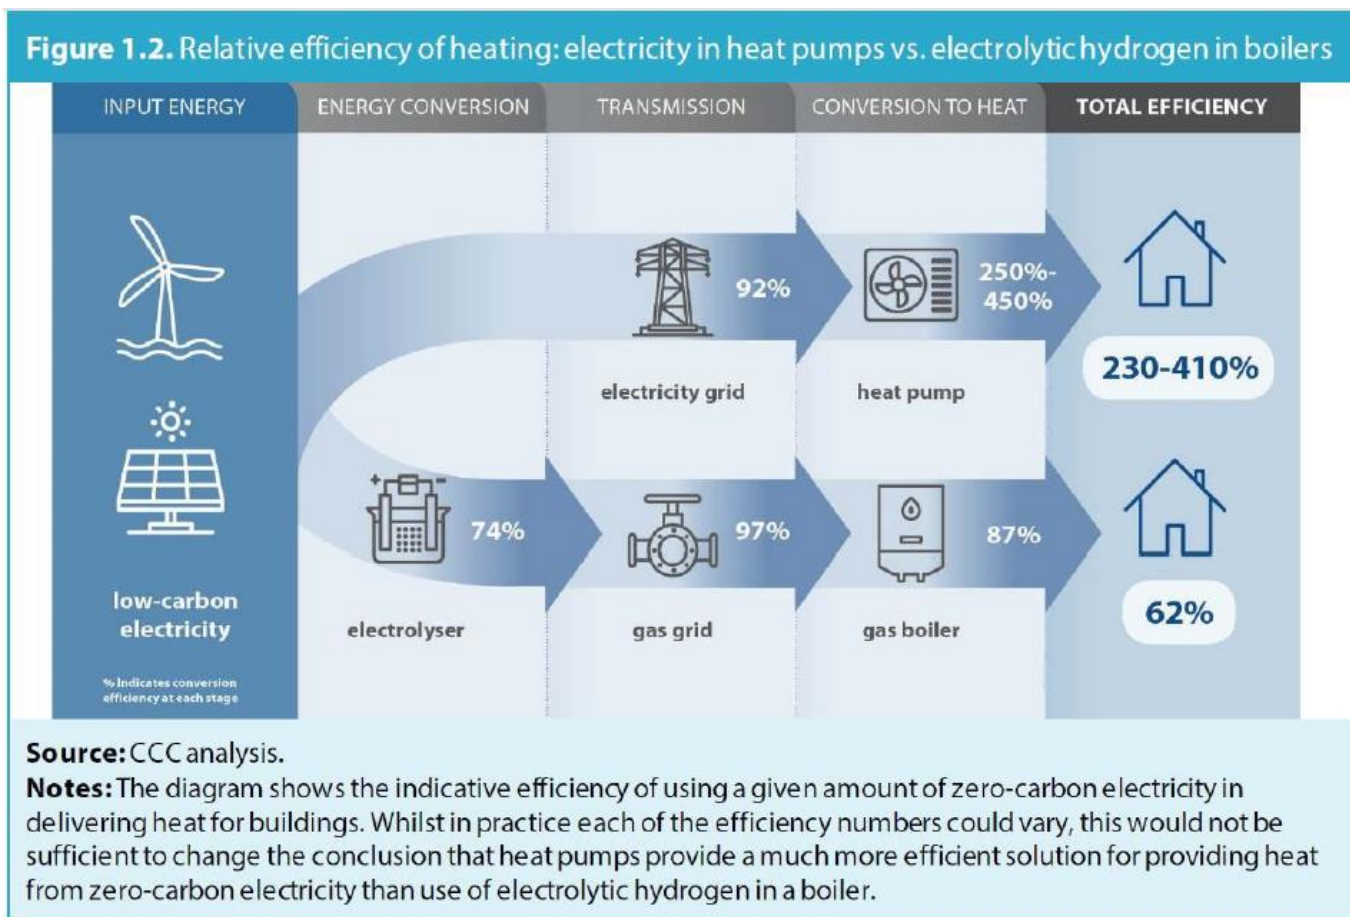 Figure 1.2. Relative efficiency of heating: electricity in heat pumps vs. electrolytic hydrogen in boilers
INPUT ENERGY
ENERGY CONVERSION
TRANSMISSION
CONVERSION TO HEAT
TOTAL EFFICIENCY
92%
250%-
450%
electricity grid
heat pump
230-410%
74%
97%
87%
low-carbon
electricity
electrolyser
gas grid
gas boiler
62%
% Indicates conversion
efficiency at each stage
Source: CCC analysis.
Notes: The diagram shows the indicative efficiency of using a given amount of zero-carbon electricity in
delivering heat for buildings. Whilst in practice each of the efficiency numbers could vary, this would not be
sufficient to change the conclusion that heat pumps provide a much more efficient solution for providing heat
from zero-carbon electricity than use of electrolytic hydrogen in a boiler.